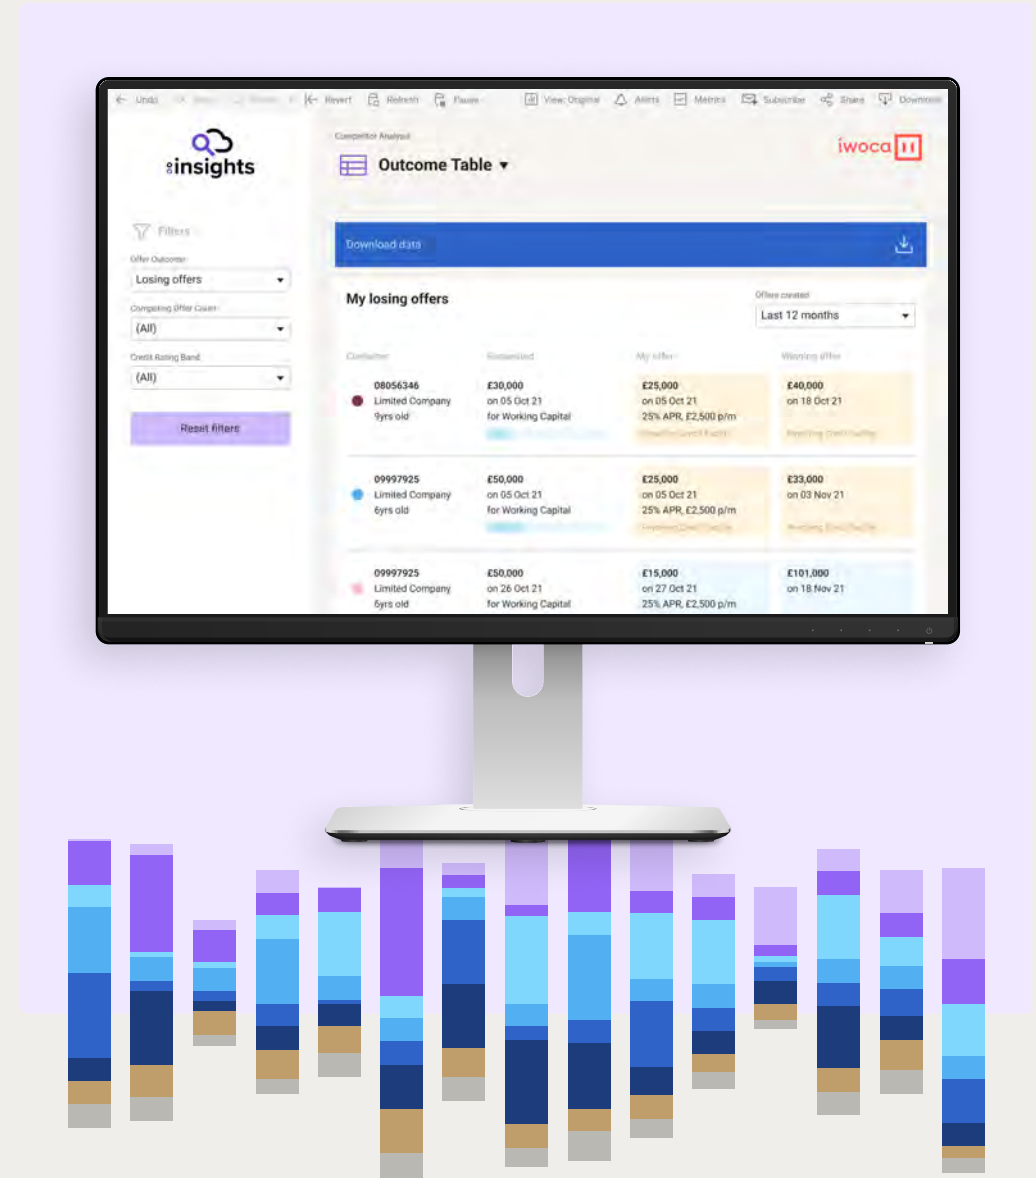 Undo
Revert
Refresh
Pause
View: Original
Alerts
Metrics
Subscribe
Share
Download
insights
Competitor Analysis
Outcome Table
iwoca
Filters
Offer Outcome
Losing offers
Competing Offer Count
(All)
Credit Rating Band
(All)
Reset filters
Download data
My losing offers
Offers created
Last 12 months
Customer
Requested
My offer
Winning offer
08056346
Limited Company
9yrs old
£30,000
on 05 Oct 21
for Working Capital
£25,000
on 05 Oct 21
25% APR, £2,500 p/m
£40,000
on 18 Oct 21
09997925
Limited Company
6yrs old
£50,000
on 05 Oct 21
for Working Capital
£25,000
on 05 Oct 21
25% APR, £2,500 p/m
£33,000
on 03 Nov 21
09997925
Limited Company
6yrs old
£50,000
on 26 Oct 21
for Working Capital
£15,000
on 27 Oct 21
25% APR, £2,500 p/m
£101,000
on 18 Nov 21